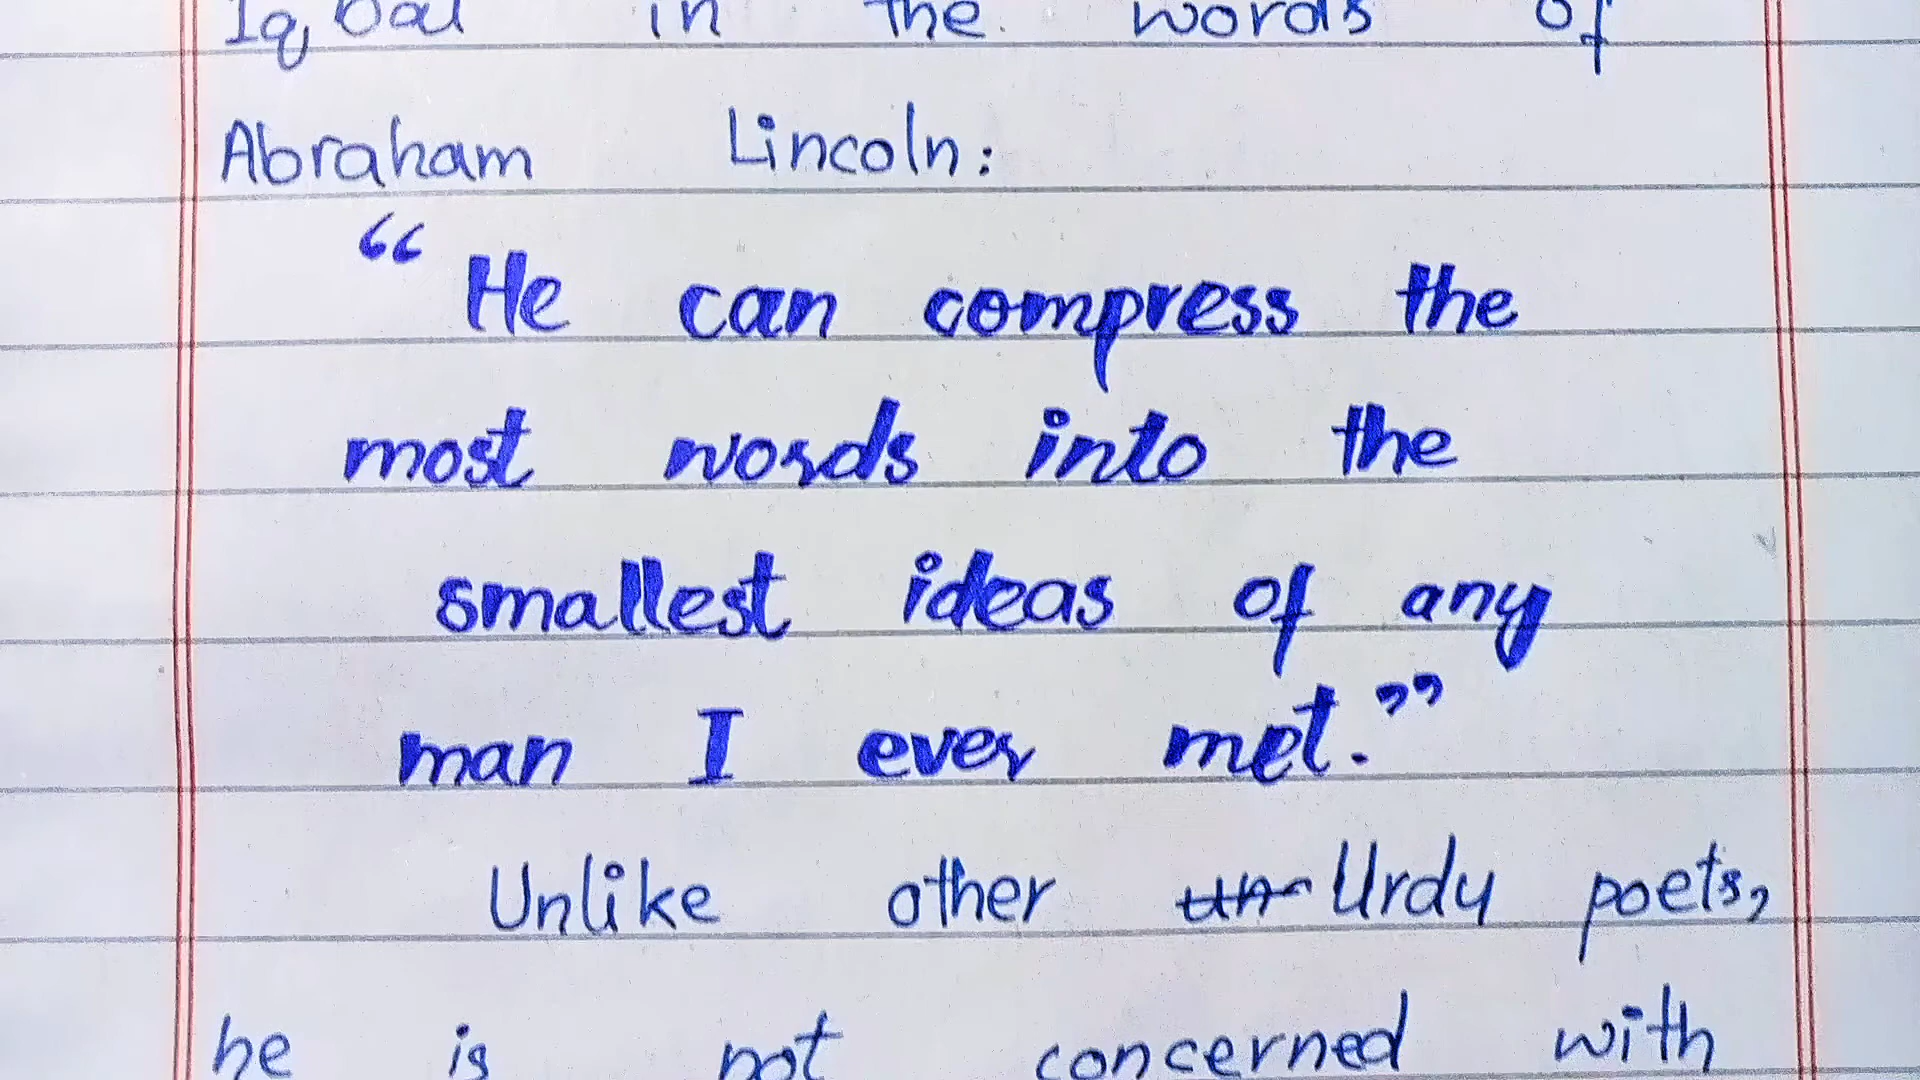 Iqbal in the words of
Abraham Lincoln:
“He can compress the
most words into the
smallest ideas of any
man I ever met.”
Unlike other Urdu poets,
he is not concerned with